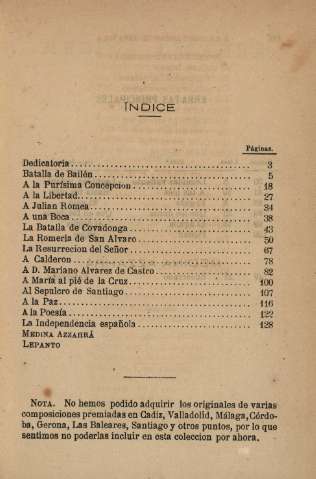 ÍNDICE
Páginas.
Dedicatoria 3
Batalla de Bailén 5
A la Purísima Concepcion 18
A la Libertad 27
A Julian Romea 34
A una Boca 38
La Batalla de Covadonga 43
La Romería de San Alvaro 50
La Resurreccion del Señor 67
A Calderon 78
A D. Mariano Alvarez de Castro 82
A María al pié de la Cruz 100
Al Sepulcro de Santiago 107
A la Paz 116
A la Poesía 122
La Independencia española 128
MEDINA AZZAHRÁ
LEPANTO
NOTA. No hemos podido adquirir los originales de varias
composiciones premiadas en Cadiz, Valladolid, Málaga, Córdo-
ba, Gerona, Las Baleares, Santiago y otros puntos, por lo que
sentimos no poderlas incluir en esta coleccion por ahora.